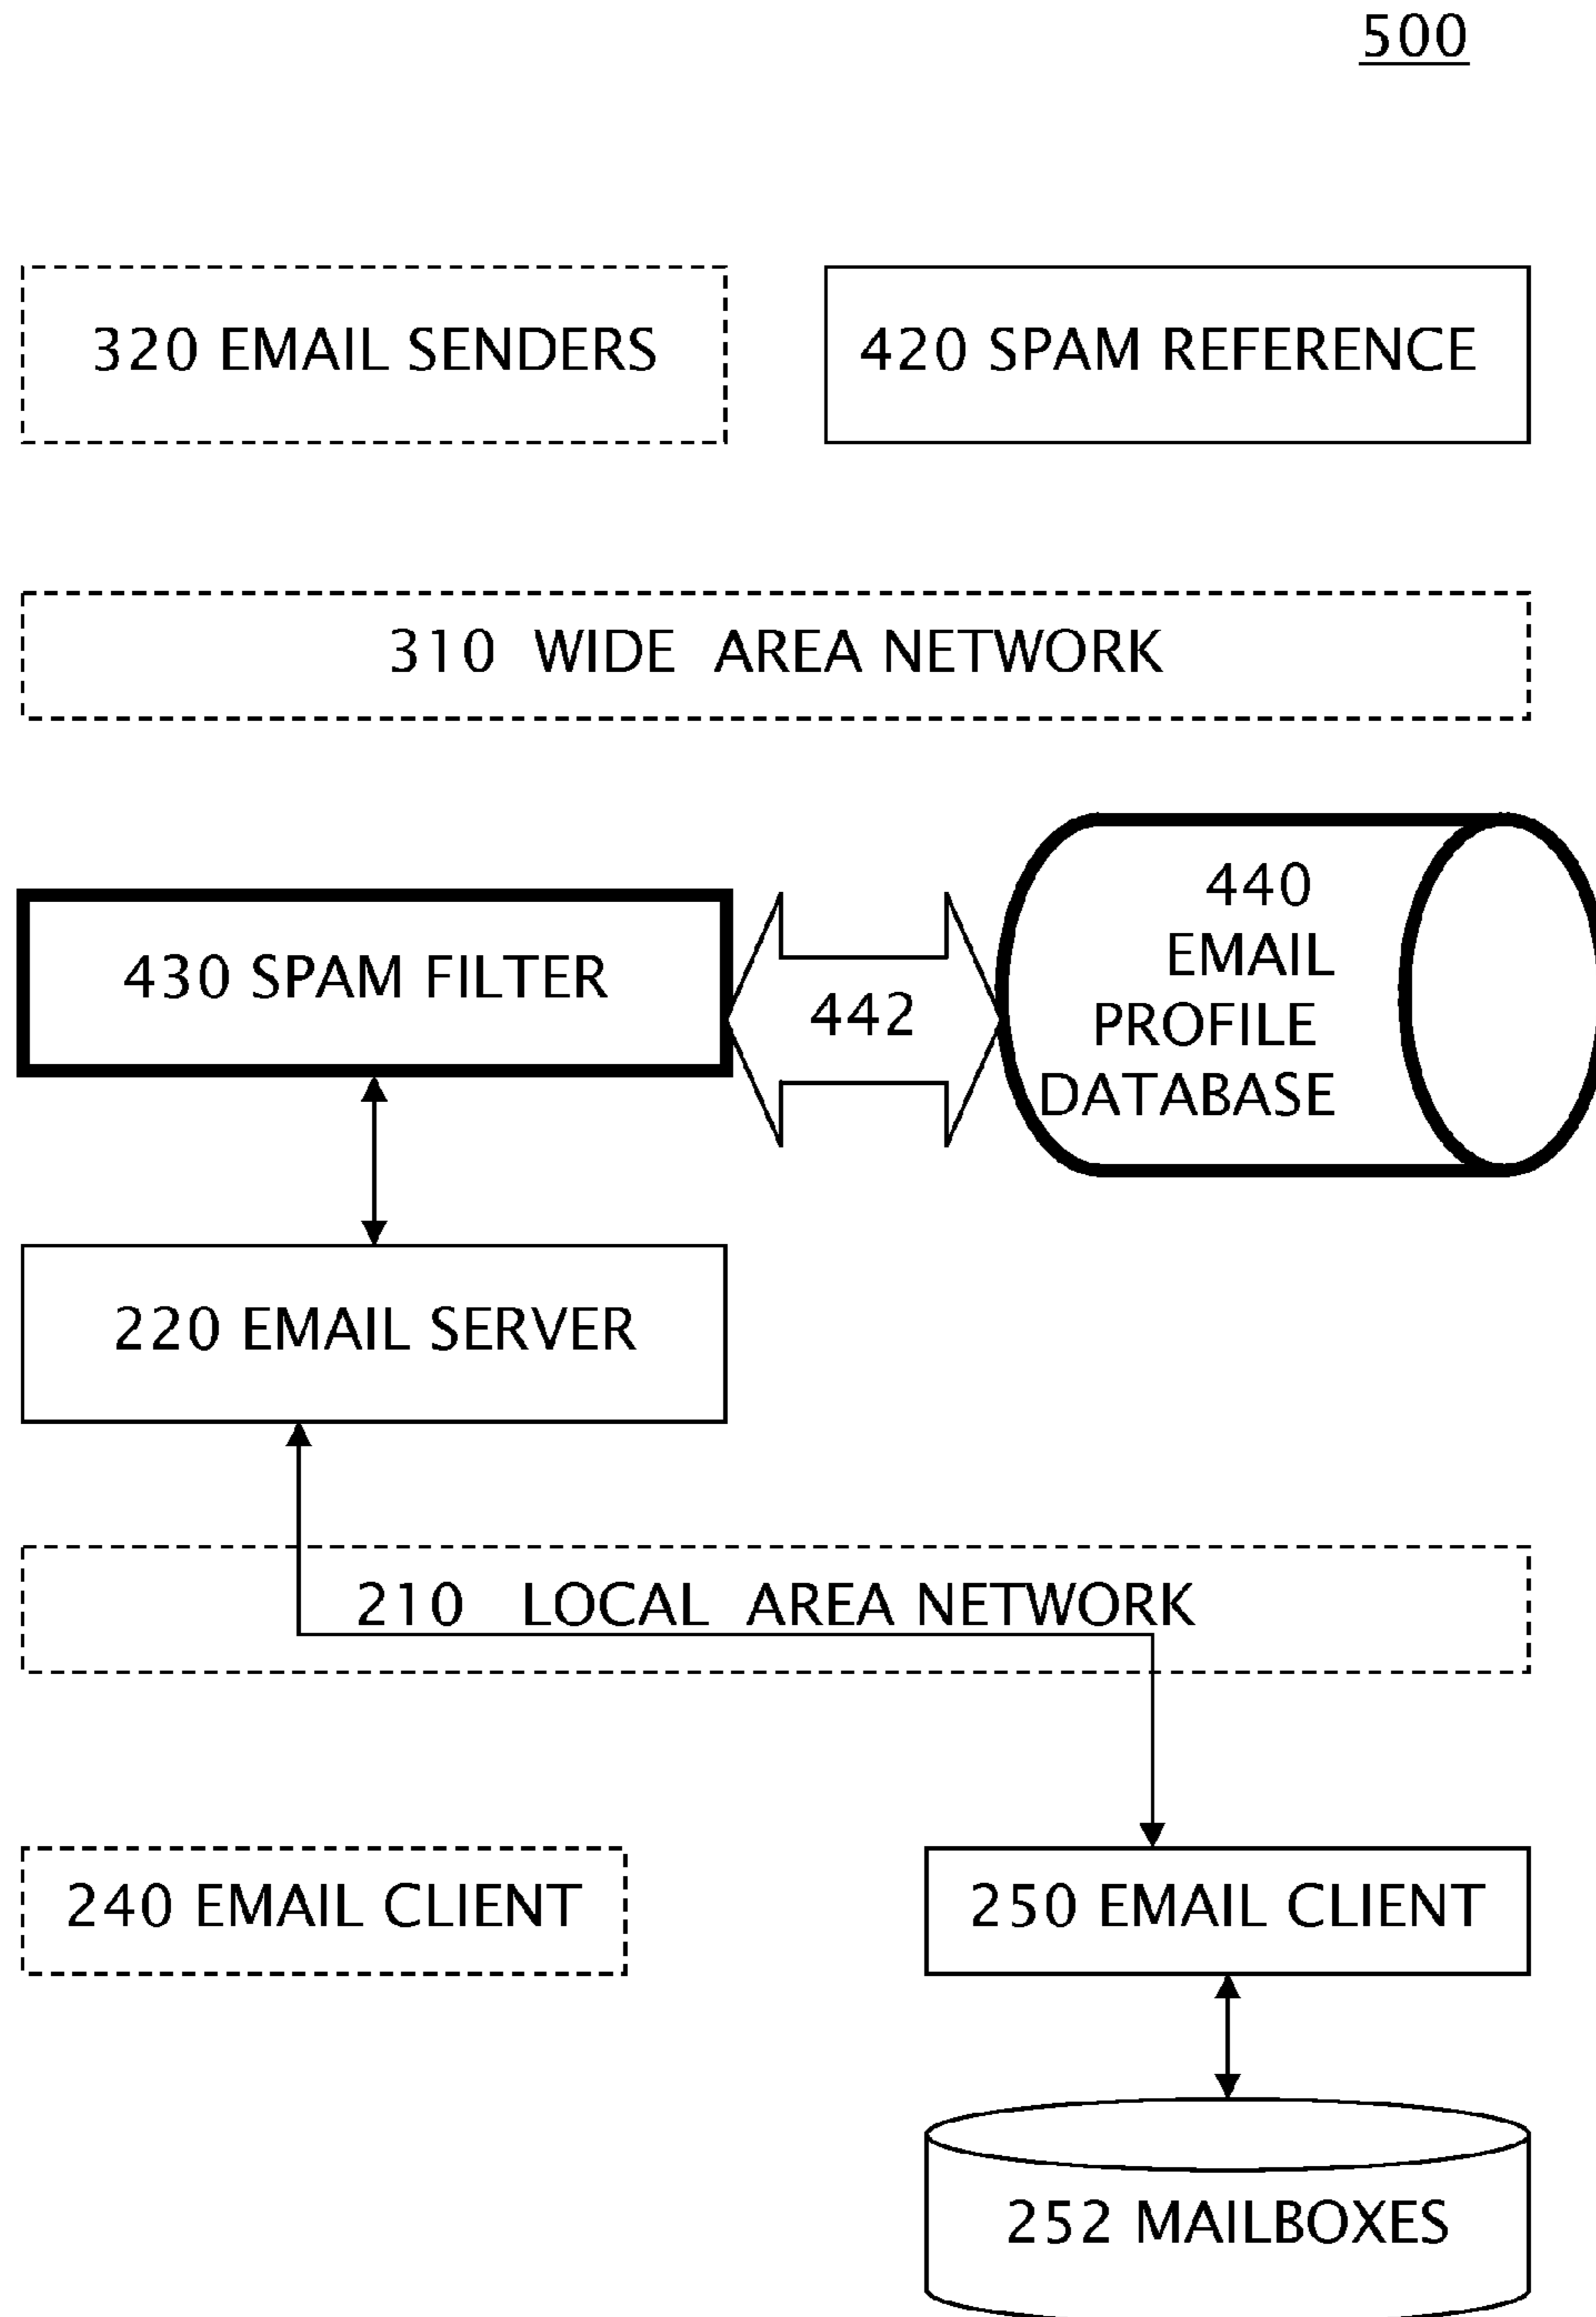 500
320 EMAIL SENDERS
420 SPAM REFERENCE
310 WIDE AREA NETWORK
430 SPAM FILTER
442
440
EMAIL
PROFILE
DATABASE
220 EMAIL SERVER
210 LOCAL AREA NETWORK
240 EMAIL CLIENT
250 EMAIL CLIENT
252 MAILBOXES